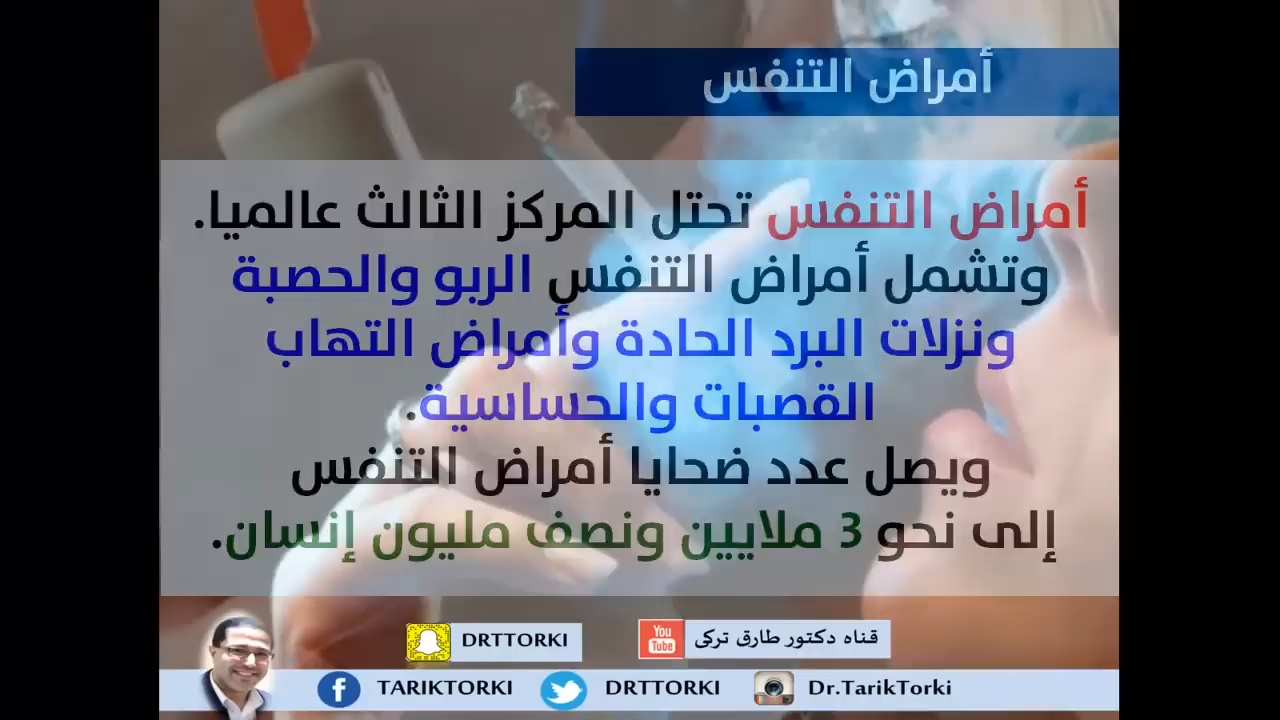 أمراض التنفس
أمراض التنفس تحتل المركز الثالث عالميا.
وتشمل أمراض التنفس الربو والحصبة
ونزلات البرد الحادة وأمراض التهاب
القصبات والحساسية.
ويصل عدد ضحايا أمراض التنفس
إلى نحو 3 ملايين ونصف مليون إنسان.
DRTTORKI
You Tube
قناه دكتور طارق تركى
TARIKTORKI
DRTTORKI
Dr.TarikTorki